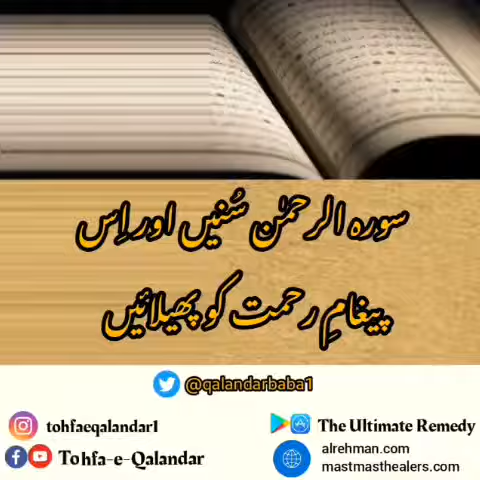 سورہ الرحمٰن سُنیں اور اِس
پیغامِ رحمت کو پھیلائیں
@qalandarbaba1
tohfaeqalandar1
The Ultimate Remedy
Tohfa-e-Qalandar
alrehman.com
mastmasthealers.com